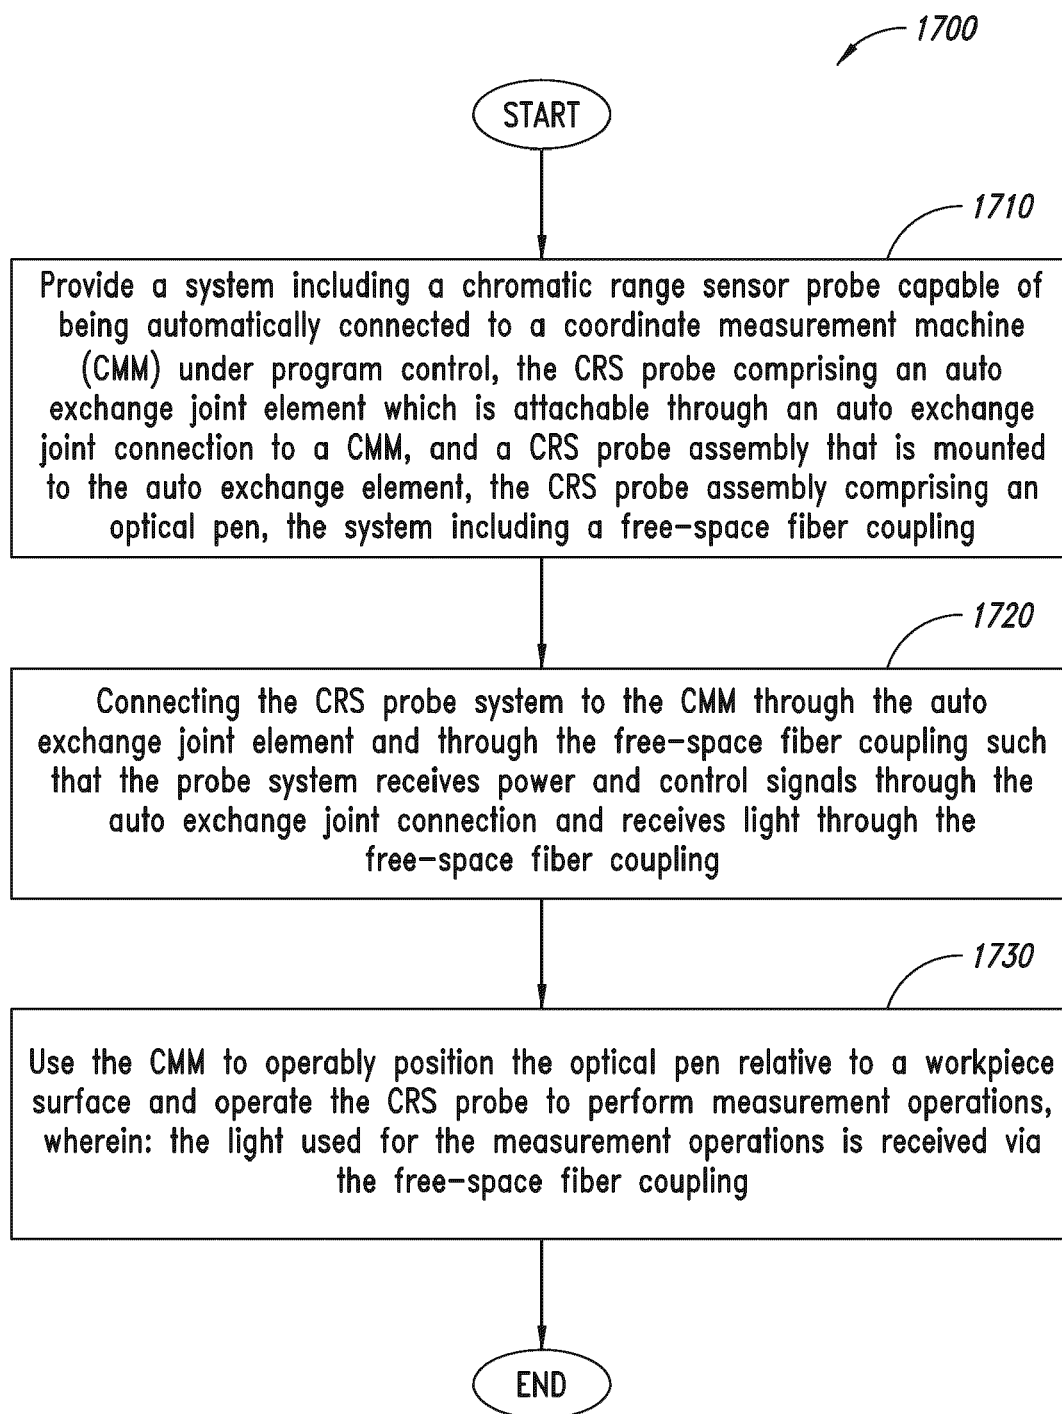 1700
START
1710
Provide a system including a chromatic range sensor probe capable of
being automatically connected to a coordinate measurement machine
(CMM) under program control, the CRS probe comprising an auto
exchange joint element which is attachable through an auto exchange
joint connection to a CMM, and a CRS probe assembly that is mounted
to the auto exchange element, the CRS probe assembly comprising an
optical pen, the system including a free-space fiber coupling
1720
Connecting the CRS probe system to the CMM through the auto
exchange joint element and through the free-space fiber coupling such
that the probe system receives power and control signals through the
auto exchange joint connection and receives light through the
free-space fiber coupling
1730
Use the CMM to operably position the optical pen relative to a workpiece
surface and operate the CRS probe to perform measurement operations,
wherein: the light used for the measurement operations is received via
the free-space fiber coupling
END